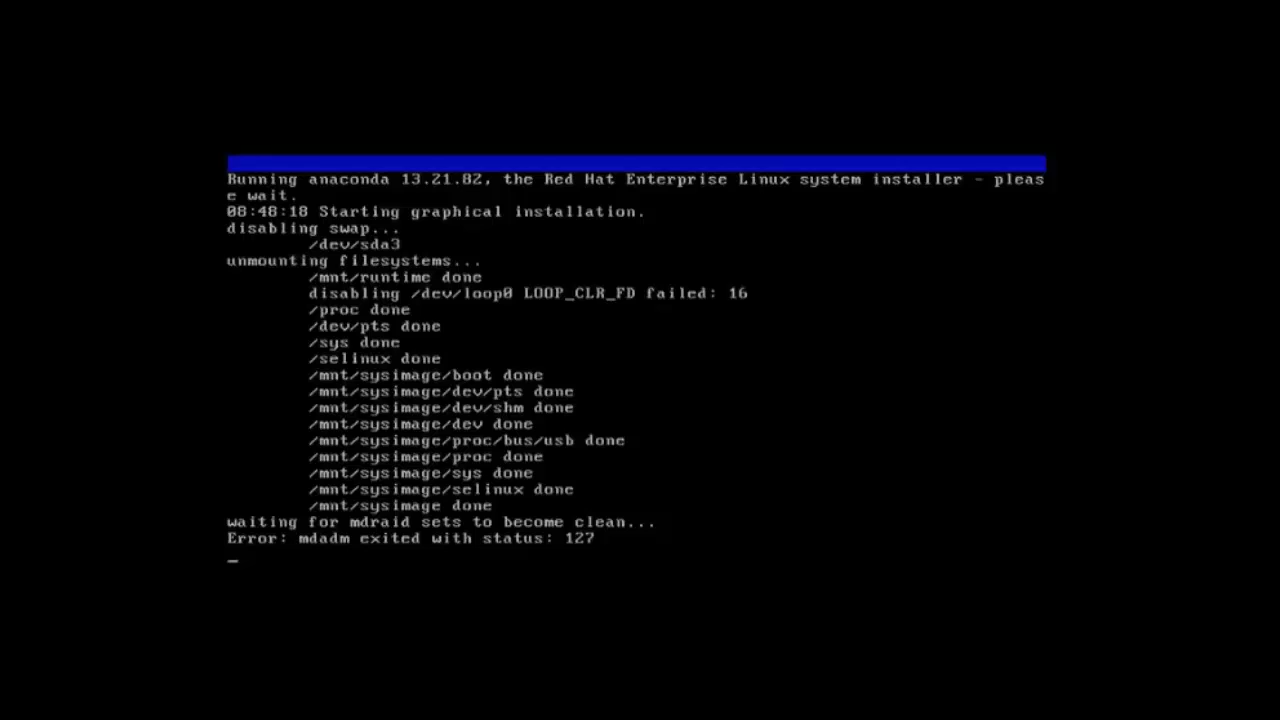 Running anaconda 13.21.82, the Red Hat Enterprise Linux system installer - pleas
e wait.
08:48:18 Starting graphical installation.
disabling swap...
/dev/sda3
unmounting filesystems...
/mnt/runtime done
disabling /dev/loop0 LOOP_CLR_FD failed: 16
/proc done
/dev/pts done
/sys done
/selinux done
/mnt/sysimage/boot done
/mnt/sysimage/dev/pts done
/mnt/sysimage/dev/shm done
/mnt/sysimage/dev done
/mnt/sysimage/proc/bus/usb done
/mnt/sysimage/proc done
/mnt/sysimage/sys done
/mnt/sysimage/selinux done
/mnt/sysimage done
waiting for mdraid sets to become clean...
Error: mdadm exited with status: 127